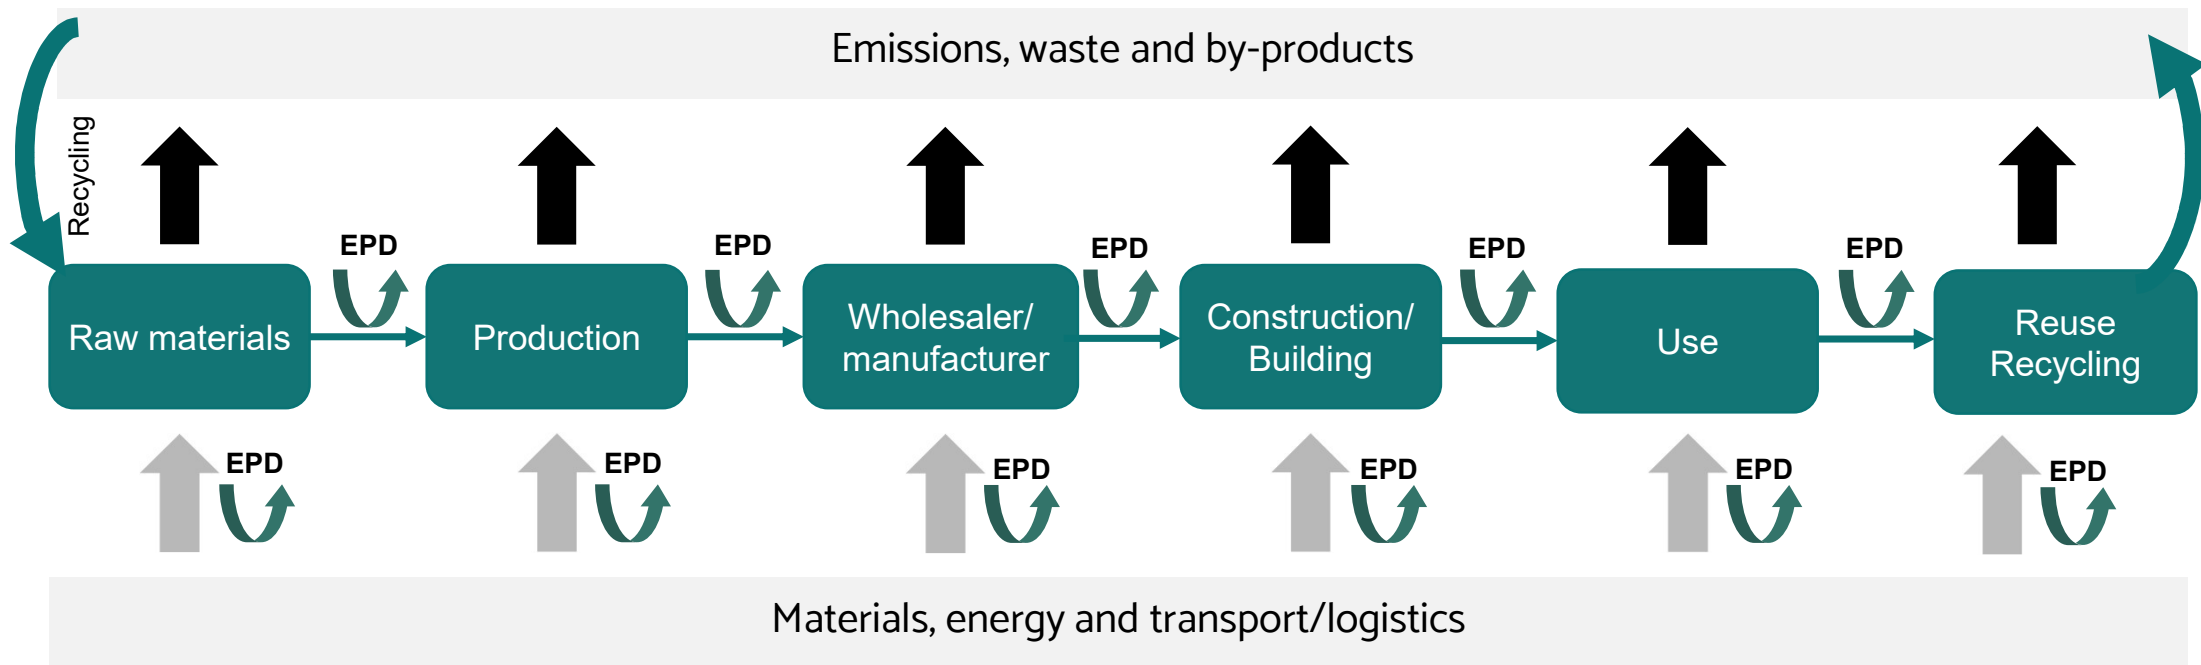 Emissions, waste and by-products
Recycling
EPD
EPD
EPD
EPD
EPD
Raw materials
Production
Wholesaler/
manufacturer
Construction/
Building
Use
Reuse
Recycling
EPD
EPD
EPD
EPD
EPD
EPD
Materials, energy and transport/logistics